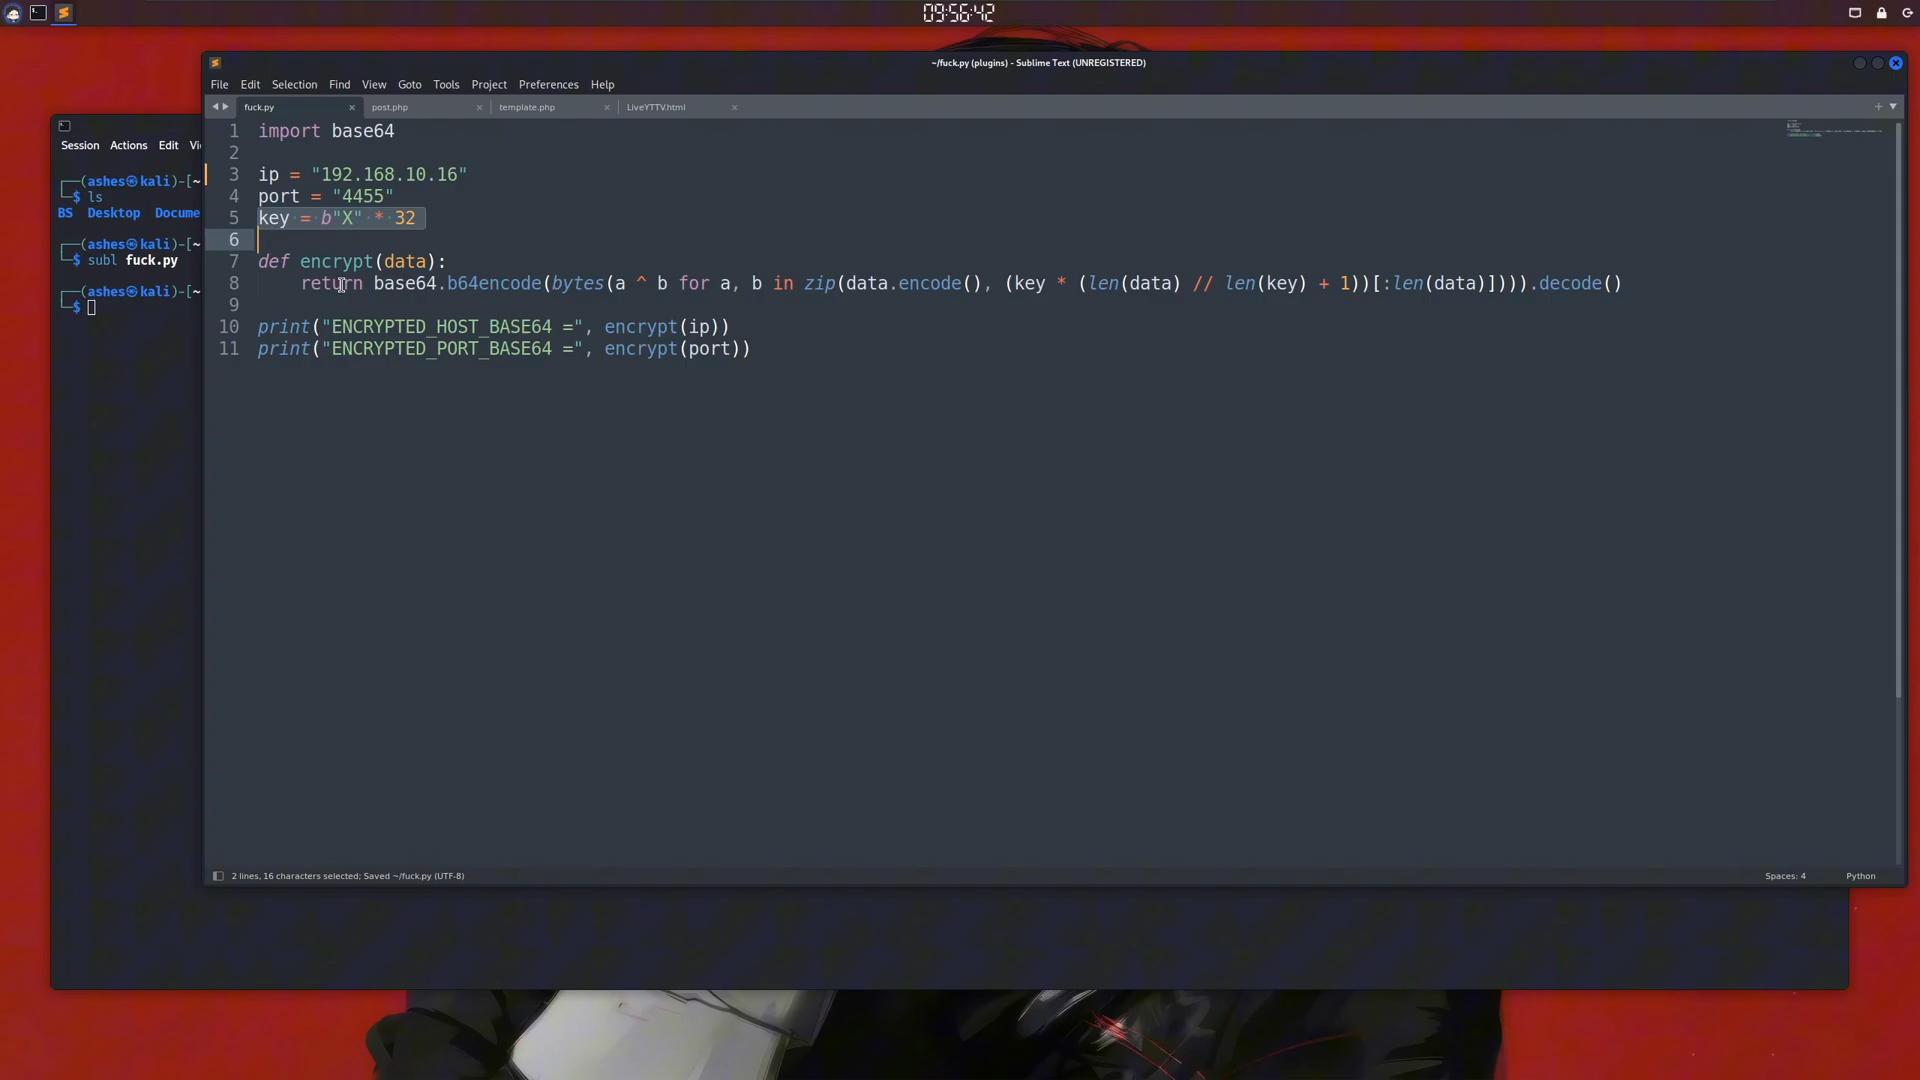 09:56:42
~/fuck.py (plugins) - Sublime Text (UNREGISTERED)
File Edit Selection Find View Goto Tools Project Preferences Help
fuck.py post.php template.php LiveYTTV.html
1 import base64
2
3 ip = "192.168.10.16"
4 port = "4455"
5 key = b"X" * 32
6
7 def encrypt(data):
8 return base64.b64encode(bytes(a ^ b for a, b in zip(data.encode(), (key * (len(data) // len(key) + 1))[:len(data)]))).decode()
9
10 print("ENCRYPTED_HOST_BASE64 =", encrypt(ip))
11 print("ENCRYPTED_PORT_BASE64 =", encrypt(port))
2 lines, 16 characters selected; Saved ~/fuck.py (UTF-8)
Spaces: 4 Python
Session Actions Edit
(ashes㉿kali)-[~
$ ls
BS Desktop Docume
(ashes㉿kali)-[~
$ subl fuck.py
(ashes㉿kali)-[~
$